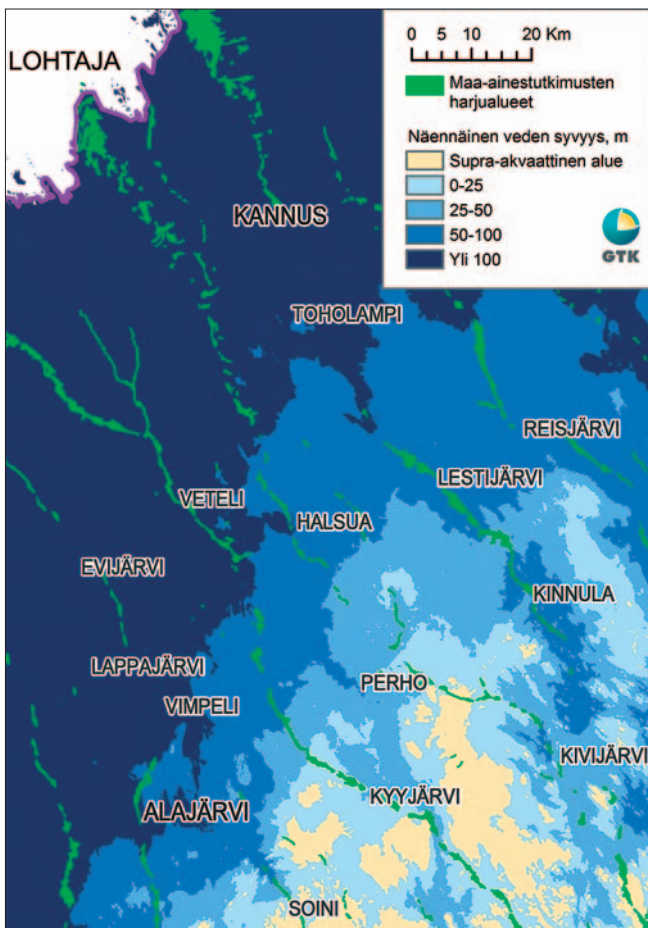 LOHTAJA
0 5 10 20 Km
Maa-ainestutkimusten
harjualueet
Näennäinen veden syvyys, m
Supra-akvaattinen alue
0-25
25-50
50-100
Yli 100
GTK
KANNUS
TOHOLAMPI
REISJÄRVI
LESTIJÄRVI
VETELI
HALSUA
EVIJÄRVI
KINNULA
LAPPAJÄRVI
PERHO
VIMPELI
KIVIJÄRVI
KYYJÄRVI
ALAJÄRVI
SOINI